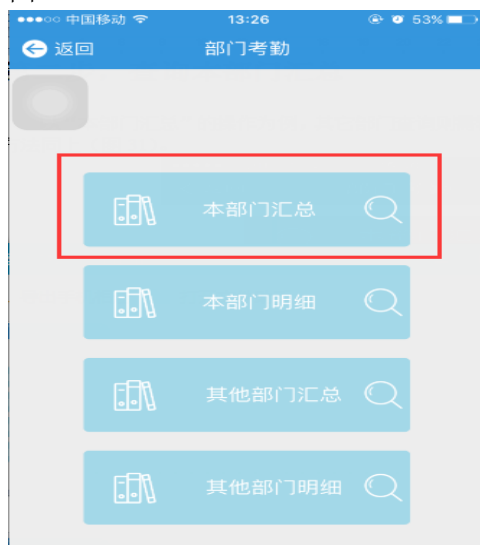 中国移动 13:26 53%
返回 部门考勤
本部门汇总
本部门明细
其他部门汇总
其他部门明细